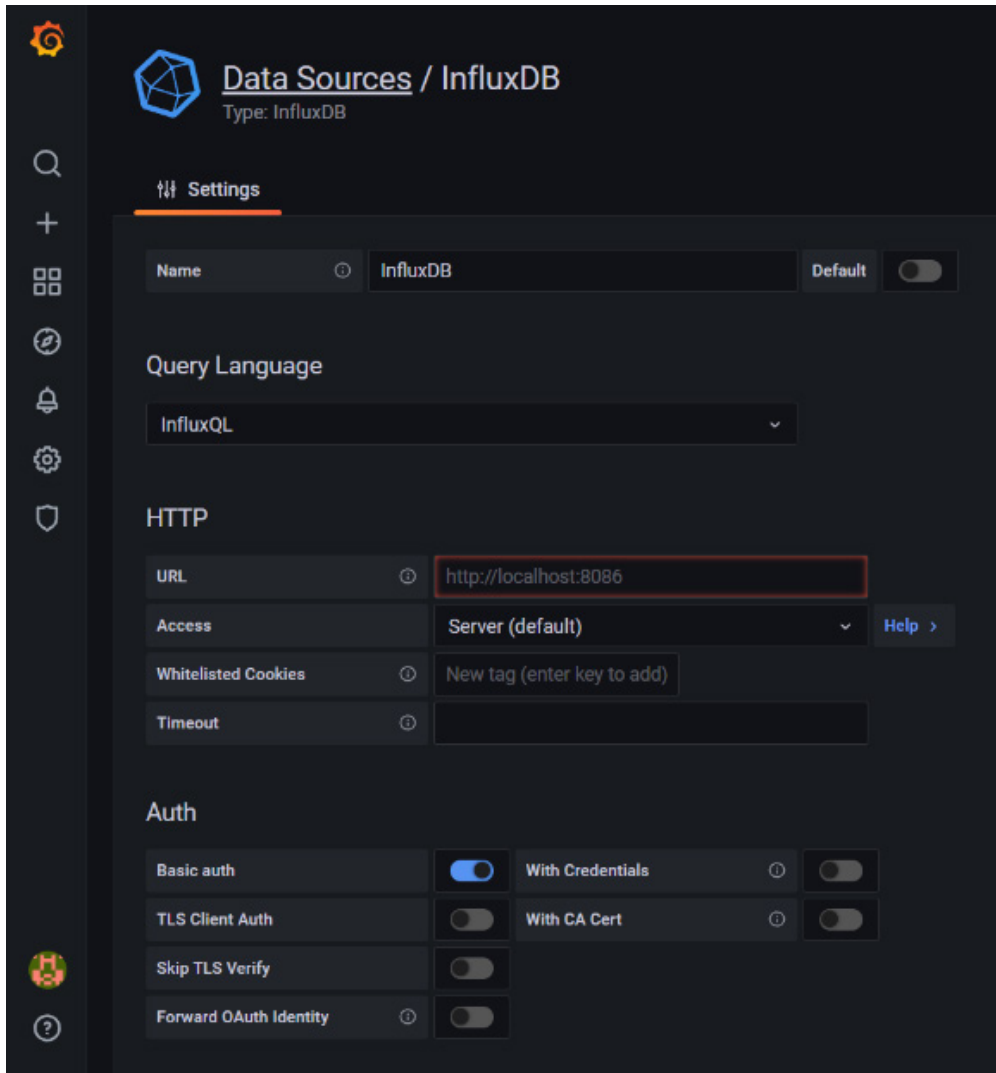 Data Sources / InfluxDB
Type: InfluxDB
Settings
Name InfluxDB Default
Query Language
InfluxQL
HTTP
URL http://localhost:8086
Access Server (default) Help >
Whitelisted Cookies New tag (enter key to add)
Timeout
Auth
Basic auth With Credentials
TLS Client Auth With CA Cert
Skip TLS Verify
Forward OAuth Identity